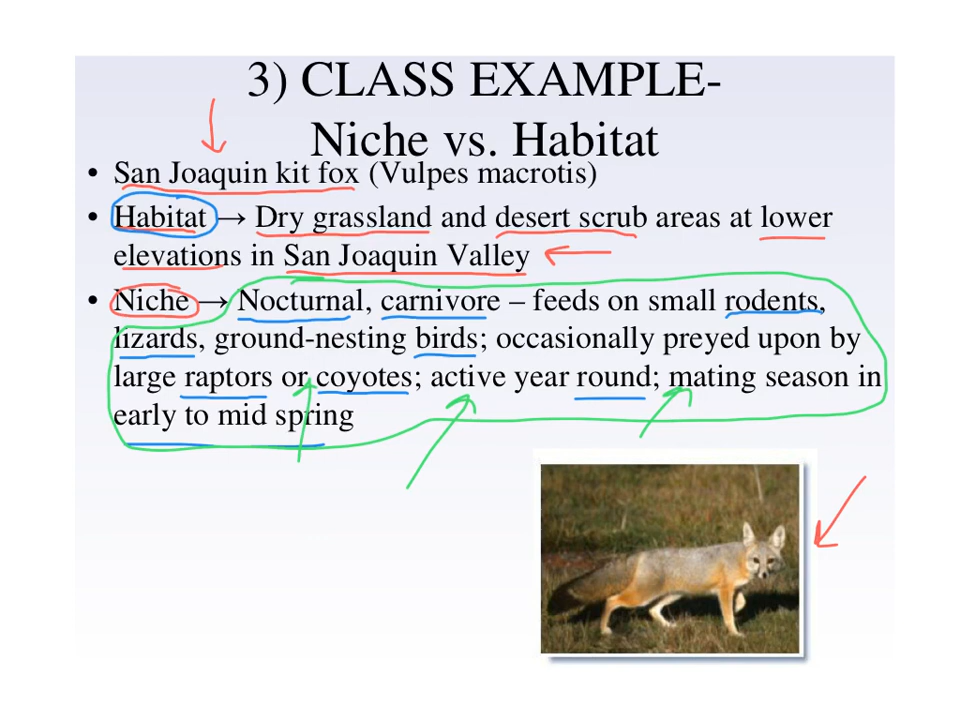 3) CLASS EXAMPLE-
Niche vs. Habitat
• San Joaquin kit fox (Vulpes macrotis)
• Habitat → Dry grassland and desert scrub areas at lower
elevations in San Joaquin Valley
• Niche → Nocturnal, carnivore – feeds on small rodents,
lizards, ground-nesting birds; occasionally preyed upon by
large raptors or coyotes; active year round; mating season in
early to mid spring